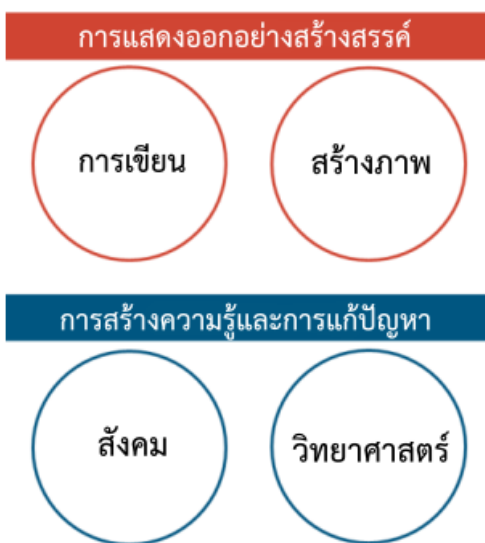 การแสดงออกอย่างสร้างสรรค์
การเขียน
สร้างภาพ
การสร้างความรู้และการแก้ปัญหา
สังคม
วิทยาศาสตร์